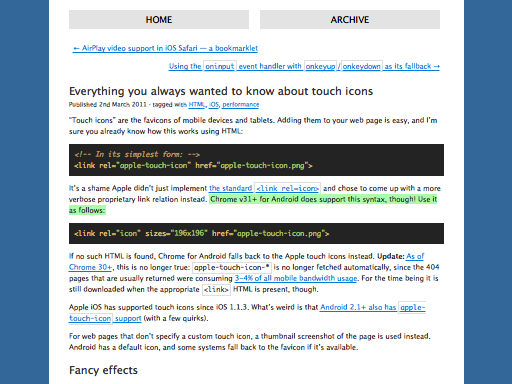 HOME
ARCHIVE
← AirPlay video support in iOS Safari — a bookmarklet
Using the oninput event handler with onkeyup/onkeydown as its fallback →
Everything you always wanted to know about touch icons
Published 2nd March 2011 · tagged with HTML, iOS, performance
“Touch icons” are the favicons of mobile devices and tablets. Adding them to your web page is easy, and I’m
sure you already know how this works using HTML:
<!-- In its simplest form: -->
<link rel="apple-touch-icon" href="apple-touch-icon.png">
It’s a shame Apple didn’t just implement the standard <link rel=icon> and chose to come up with a more
verbose proprietary link relation instead. Chrome v31+ for Android does support this syntax, though! Use it
as follows:
<link rel="icon" sizes="196x196" href="apple-touch-icon.png">
If no such HTML is found, Chrome for Android falls back to the Apple touch icons instead. Update: As of
Chrome 30+, this is no longer true: apple-touch-icon-* is no longer fetched automatically, since the 404
pages that are usually returned were consuming 3–4% of all mobile bandwidth usage. For the time being it is
still downloaded when the appropriate <link> HTML is present, though.
Apple iOS has supported touch icons since iOS 1.1.3. What’s weird is that Android 2.1+ also has apple-
touch-icon support (with a few quirks).
For web pages that don’t specify a custom touch icon, a thumbnail screenshot of the page is used instead.
Android has a default icon, and some systems fall back to the favicon if it’s available.
Fancy effects